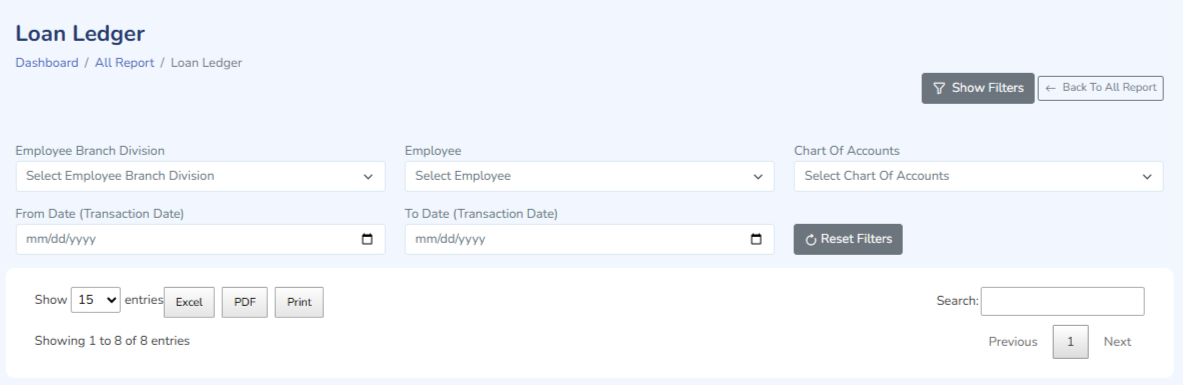 Loan Ledger
Dashboard / All Report / Loan Ledger
Show Filters ← Back To All Report
Employee Branch Division Employee Chart Of Accounts
Select Employee Branch Division Select Employee Select Chart Of Accounts
From Date (Transaction Date) To Date (Transaction Date)
mm/dd/yyyy mm/dd/yyyy Reset Filters
Show 15 entries Excel PDF Print Search:
Showing 1 to 8 of 8 entries Previous 1 Next